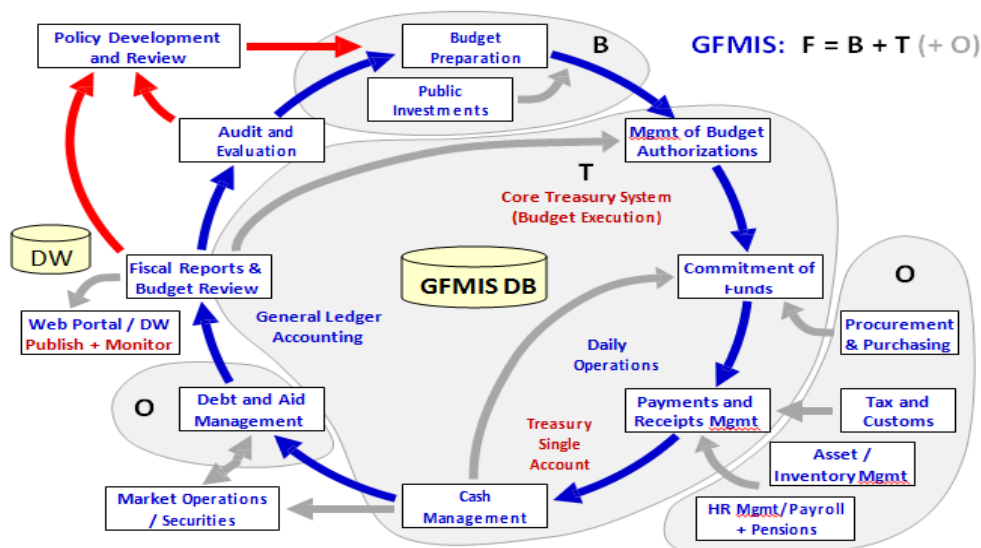 Policy Development
and Review
Budget
Preparation
B
GFMIS: F = B + T (+ O)
Public
Investments
Audit and
Evaluation
Mgmt of Budget
Authorizations
T
Core Treasury System
(Budget Execution)
DW
Fiscal Reports &
Budget Review
GFMIS DB
Commitment of
Funds
O
Web Portal / DW
Publish + Monitor
General Ledger
Accounting
Procurement
& Purchasing
Daily
Operations
O
Debt and Aid
Management
Payments and
Receipts Mgmt
Tax and
Customs
Treasury
Single
Account
Asset /
Inventory Mgmt
Market Operations
/ Securities
Cash
Management
HR Mgmt/Payroll
+ Pensions